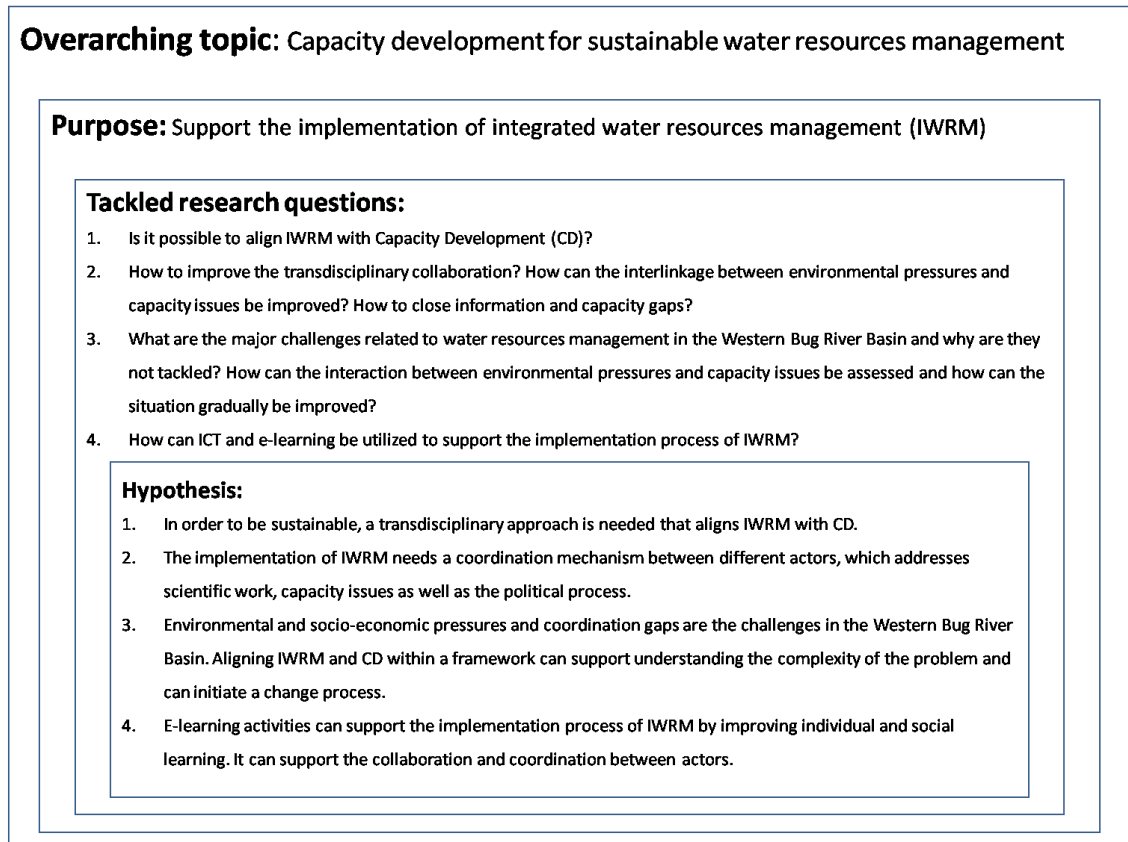 Overarching topic: Capacity development for sustainable water resources management
Purpose: Support the implementation of integrated water resources management (IWRM)
Tackled research questions:
1. Is it possible to align IWRM with Capacity Development (CD)?
2. How to improve the transdisciplinary collaboration? How can the interlinkage between environmental pressures and
capacity issues be improved? How to close information and capacity gaps?
3. What are the major challenges related to water resources management in the Western Bug River Basin and why are they
not tackled? How can the interaction between environmental pressures and capacity issues be assessed and how can the
situation gradually be improved?
4. How can ICT and e-learning be utilized to support the implementation process of IWRM?
Hypothesis:
1. In order to be sustainable, a transdisciplinary approach is needed that aligns IWRM with CD.
2. The implementation of IWRM needs a coordination mechanism between different actors, which addresses
scientific work, capacity issues as well as the political process.
3. Environmental and socio-economic pressures and coordination gaps are the challenges in the Western Bug River
Basin. Aligning IWRM and CD within a framework can support understanding the complexity of the problem and
can initiate a change process.
4. E-learning activities can support the implementation process of IWRM by improving individual and social
learning. It can support the collaboration and coordination between actors.